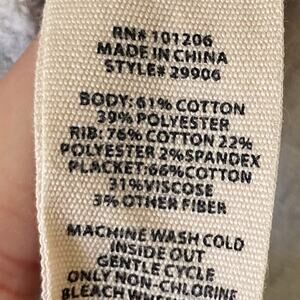 RN# 101206
MADE IN CHINA
STYLE# 29906
BODY: 61% COTTON
39% POLYESTER
RIB: 76% COTTON 22%
POLYESTER 2%SPANDEX
PLACKET:66%COTTON
31%VISCOSE
3% OTHER FIBER
MACHINE WASH COLD
INSIDE OUT
GENTLE CYCLE
ONLY NON-CHLORINE
BLEACH